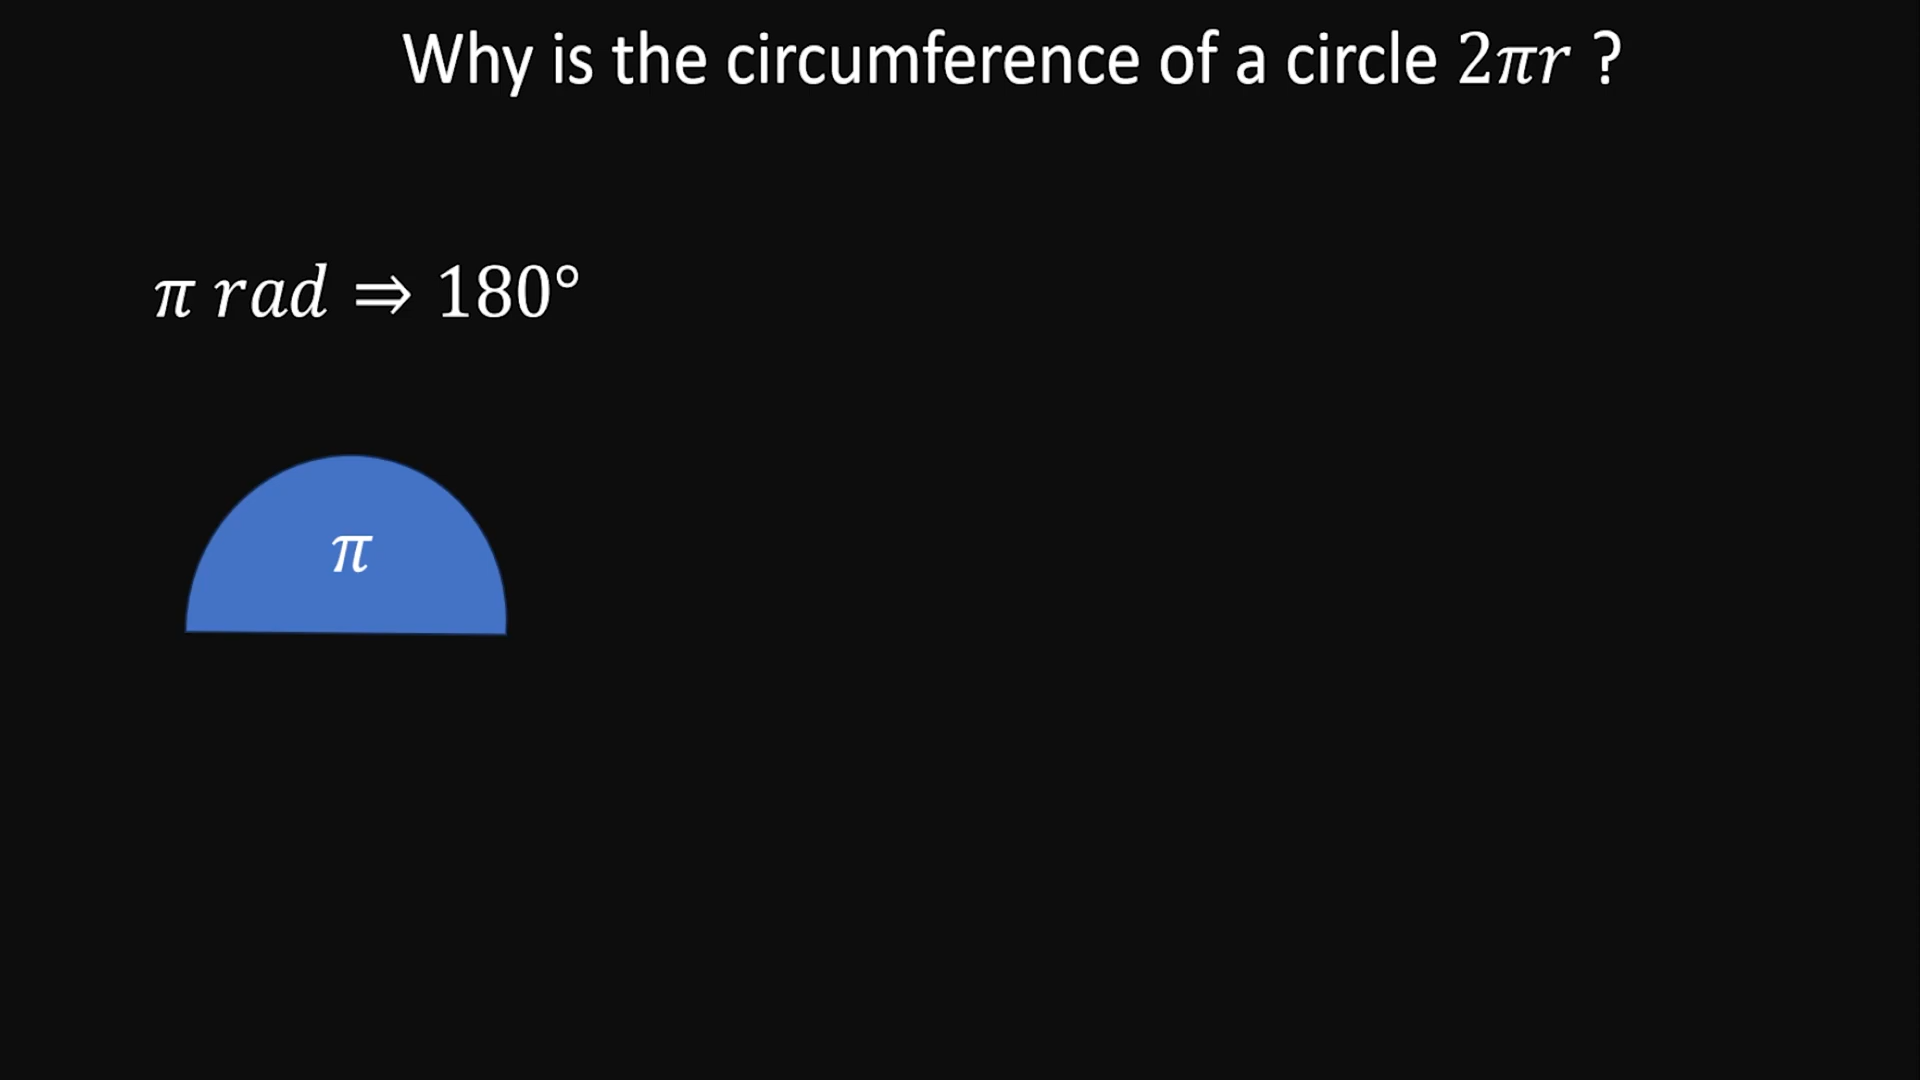 Why is the circumference of a circle 2πr ?
π rad ⇒ 180°
π